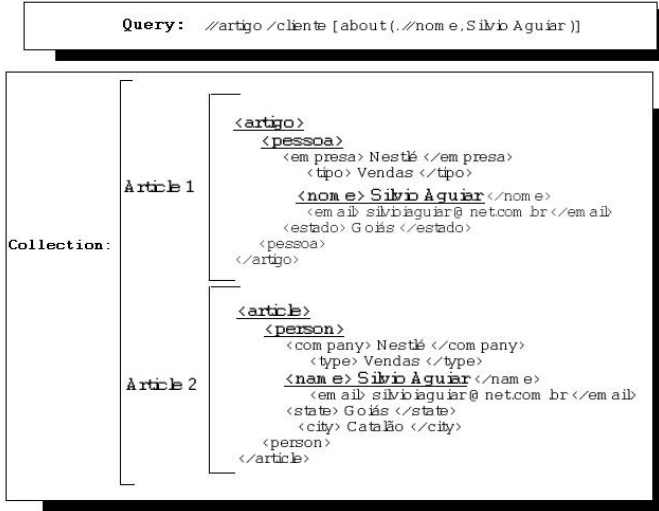 Query: //artigo/cliente [about(.//nome,Silvio Aguiar)]
<artigo>
<pessoa>
<empresa> Nestlé </empresa>
<tipo> Vendas </tipo>
Article 1
<nome> Silvio Aguiar </nome>
<email> silvioiaguiar@net.com.br </email>
<estado> Goiás </estado>
Collection:
<pessoa>
</artigo>
<article>
<person>
<company> Nestlé </company>
<type> Vendas </type>
Article 2
<name> Silvio Aguiar </name>
<email> silvioiaguiar@net.com.br </email>
<state> Goiás </state>
<city> Catalão </city>
<person>
</article>